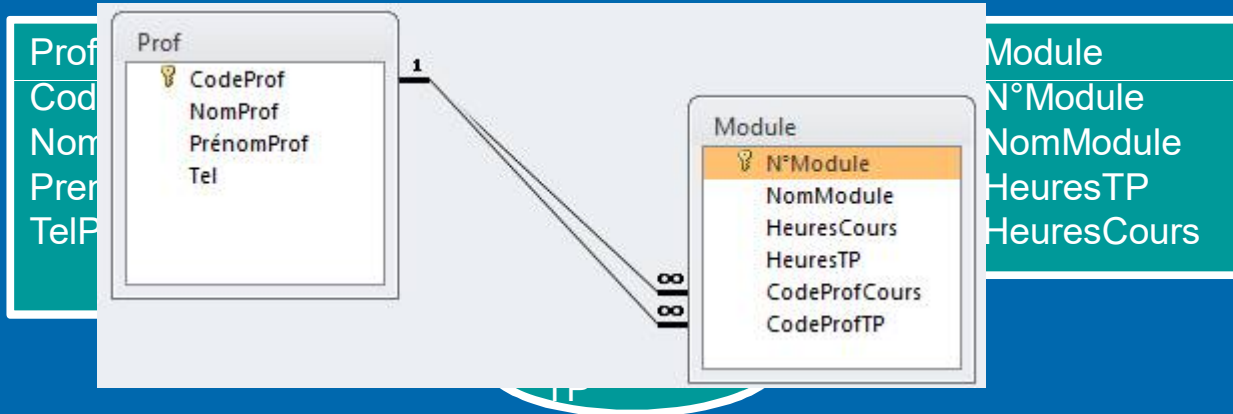 Prof
Cod
Nom
Pren
TelP
Prof
1
CodeProf
NomProf
PrénomProf
Tel
Module
N°Module
NomModule
HeuresCours
HeuresTP
CodeProfCours
CodeProfTP
∞
∞
Module
N°Module
NomModule
HeuresTP
HeuresCours
TP